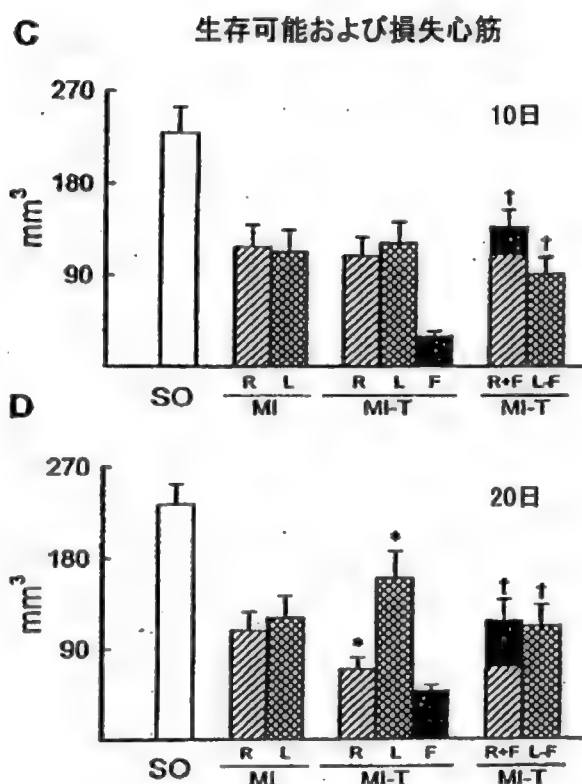 C
生存可能および損失心筋
10日
270
180
90
mm³
†
†
R L
R L F
R+F L-F
SO
MI
MI-T
MI-T
D
20日
270
180
90
mm³
*
*
†
†
R L
R L F
R+F L-F
SO
MI
MI-T
MI-T